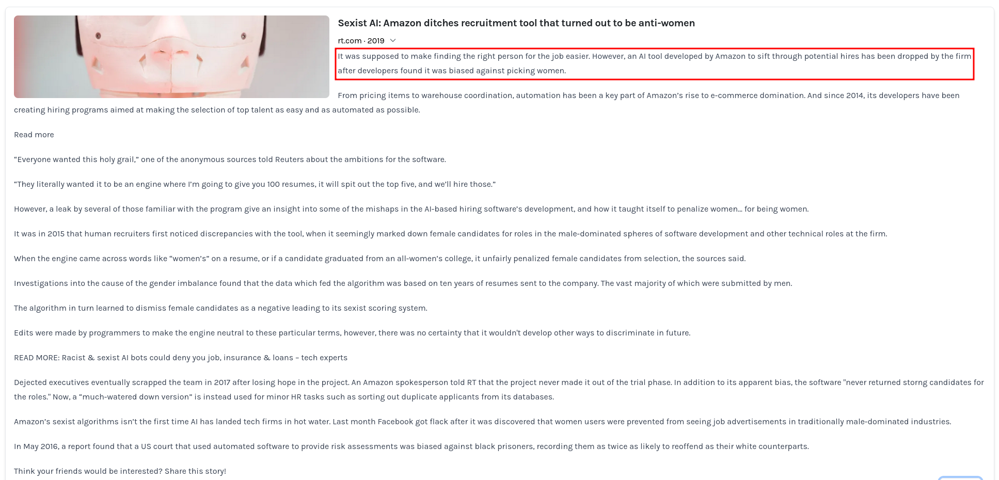 Sexist AI: Amazon ditches recruitment tool that turned out to be anti-women
rt.com · 2019
It was supposed to make finding the right person for the job easier. However, an AI tool developed by Amazon to sift through potential hires has been dropped by the firm
after developers found it was biased against picking women.
From pricing items to warehouse coordination, automation has been a key part of Amazon’s rise to e-commerce domination. And since 2014, its developers have been
creating hiring programs aimed at making the selection of top talent as easy and as automated as possible.
Read more
“Everyone wanted this holy grail,” one of the anonymous sources told Reuters about the ambitions for the software.
“They literally wanted it to be an engine where I’m going to give you 100 resumes, it will spit out the top five, and we’ll hire those.”
However, a leak by several of those familiar with the program give an insight into some of the mishaps in the AI-based hiring software’s development, and how it taught itself to penalize women… for being women.
It was in 2015 that human recruiters first noticed discrepancies with the tool, when it seemingly marked down female candidates for roles in the male-dominated spheres of software development and other technical roles at the firm.
When the engine came across words like “women’s” on a resume, or if a candidate graduated from an all-women’s college, it unfairly penalized female candidates from selection, the sources said.
Investigations into the cause of the gender imbalance found that the data which fed the algorithm was based on ten years of resumes sent to the company. The vast majority of which were submitted by men.
The algorithm in turn learned to dismiss female candidates as a negative leading to its sexist scoring system.
Edits were made by programmers to make the engine neutral to these particular terms, however, there was no certainty that it wouldn't develop other ways to discriminate in future.
READ MORE: Racist & sexist AI bots could deny you job, insurance & loans – tech experts
Dejected executives eventually scrapped the team in 2017 after losing hope in the project. An Amazon spokesperson told RT that the project never made it out of the trial phase. In addition to its apparent bias, the software "never returned storng candidates for
the roles." Now, a “much-watered down version” is instead used for minor HR tasks such as sorting out duplicate applicants from its databases.
Amazon’s sexist algorithms isn’t the first time AI has landed tech firms in hot water. Last month Facebook got flack after it was discovered that women users were prevented from seeing job advertisements in traditionally male-dominated industries.
In May 2016, a report found that a US court that used automated software to provide risk assessments was biased against black prisoners, recording them as twice as likely to reoffend as their white counterparts.
Think your friends would be interested? Share this story!